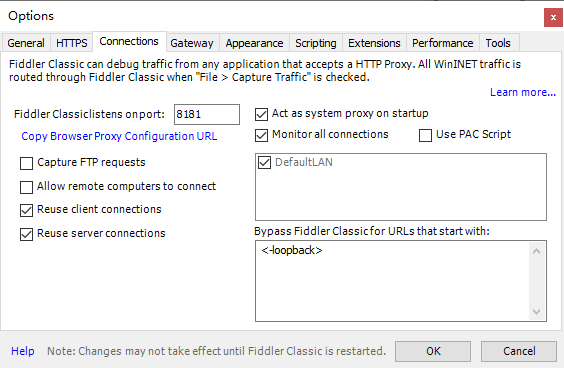 Options
General HTTPS Connections Gateway Appearance Scripting Extensions Performance Tools
Fiddler Classic can debug traffic from any application that accepts a HTTP Proxy. All WinINET traffic is
routed through Fiddler Classic when "File > Capture Traffic" is checked.
Learn more...
Fiddler Classiclistens on port: 8181
Copy Browser Proxy Configuration URL
Capture FTP requests
Allow remote computers to connect
Reuse client connections
Reuse server connections
Act as system proxy on startup
Monitor all connections Use PAC Script
DefaultLAN
Bypass Fiddler Classic for URLs that start with:
<-loopback>
Help Note: Changes may not take effect until Fiddler Classic is restarted. OK Cancel